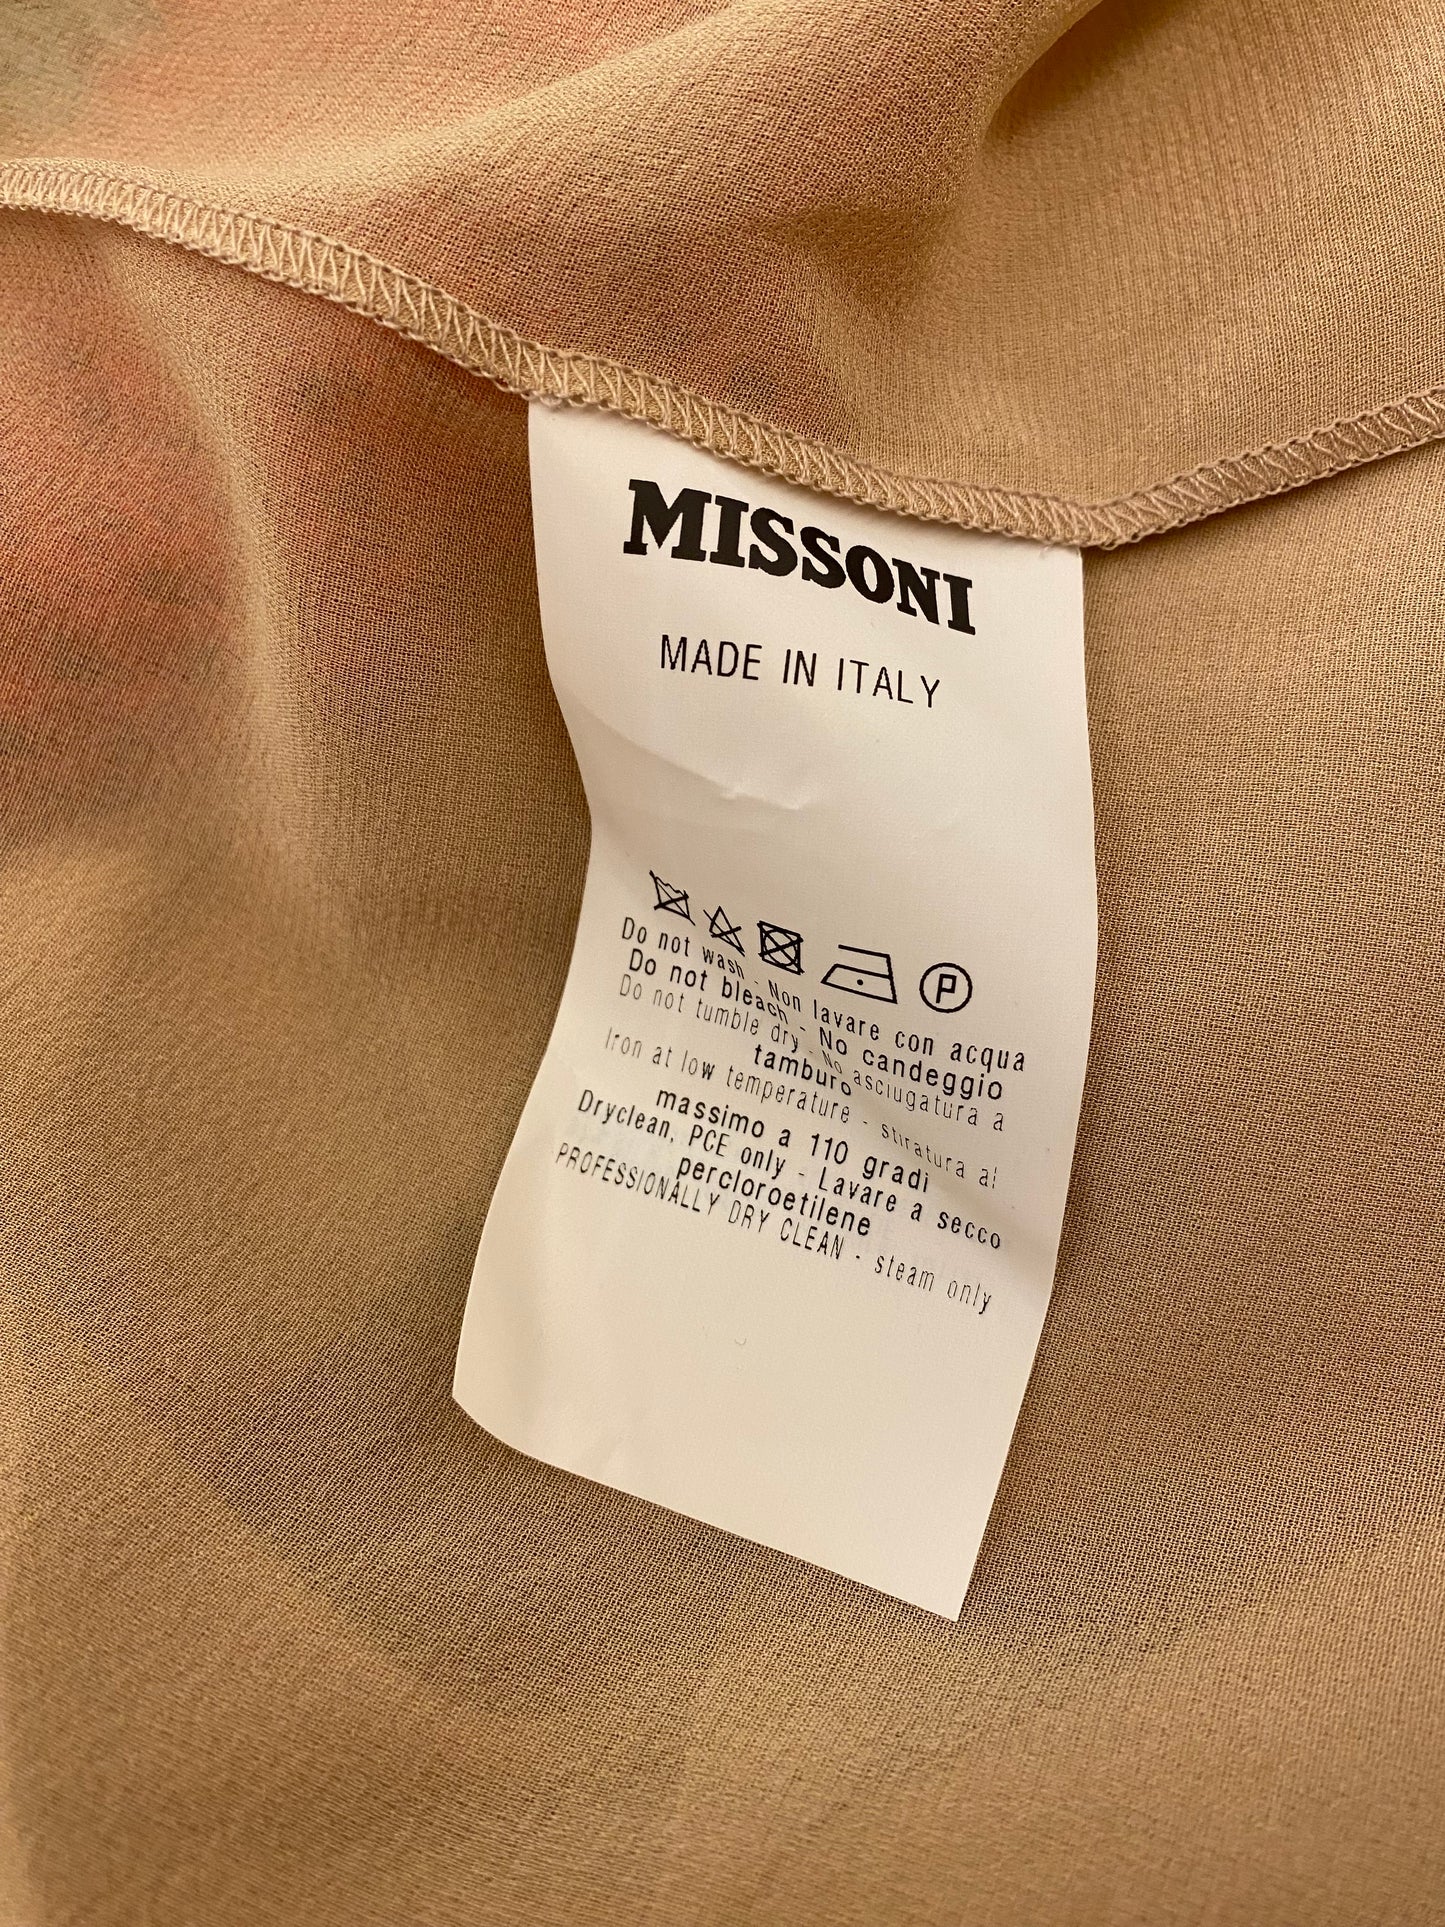 MISSONI
MADE IN ITALY
P
Do not wash - Non lavare con acqua
Do not bleach - No candeggio
Do not tumble dry - No asciugatura a
tamburo
Iron at low temperature - stiratura al
massimo a 110 gradi
Dryclean, PCE only - Lavare a secco
percloroetilene
PROFESSIONALLY DRY CLEAN - steam only